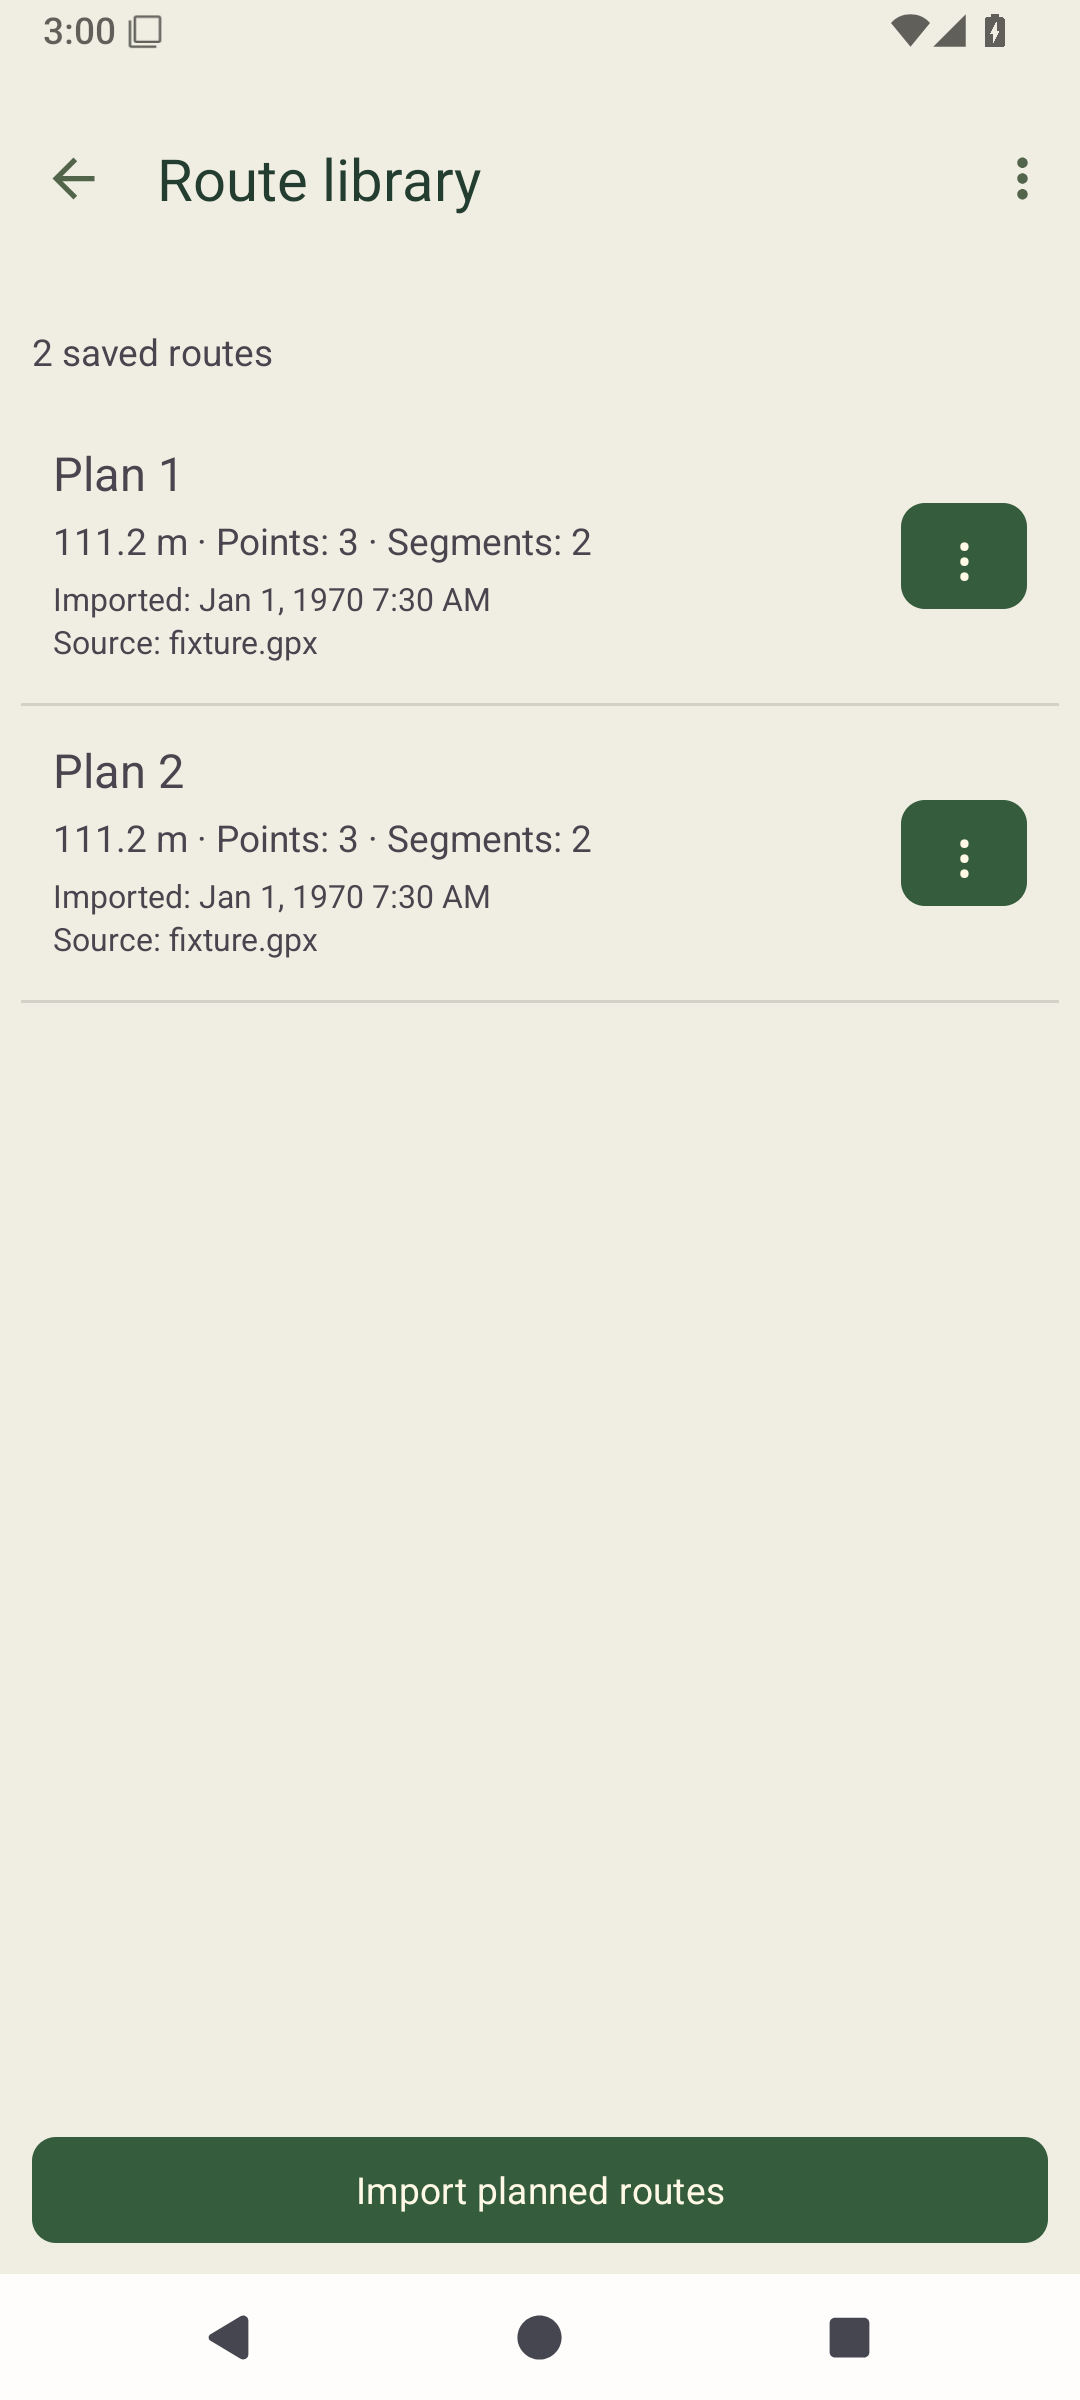 3:00
Route library
2 saved routes
Plan 1
111.2 m · Points: 3 · Segments: 2
Imported: Jan 1, 1970 7:30 AM
Source: fixture.gpx
Plan 2
111.2 m · Points: 3 · Segments: 2
Imported: Jan 1, 1970 7:30 AM
Source: fixture.gpx
Import planned routes